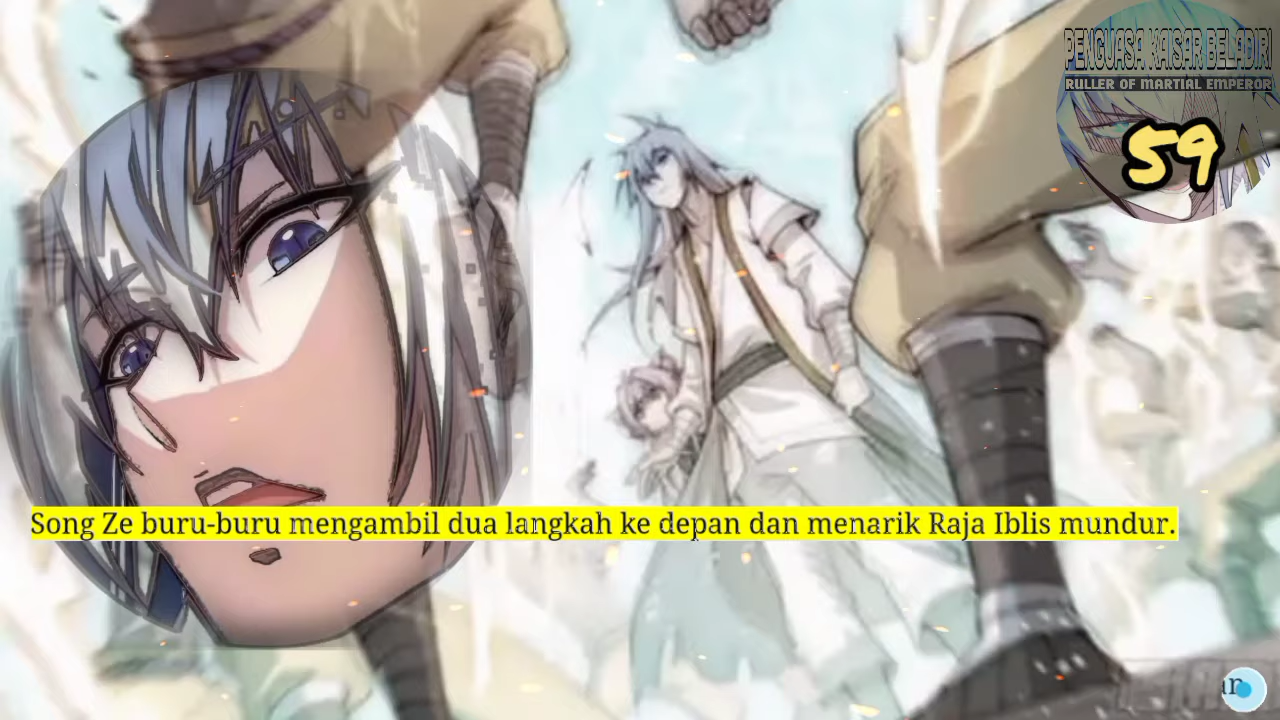 PENGUASA KAISAR BELADIRI
RULLER OF MARTIAL EMPEROR
59
Song Ze buru-buru mengambil dua langkah ke depan dan menarik Raja Iblis mundur.